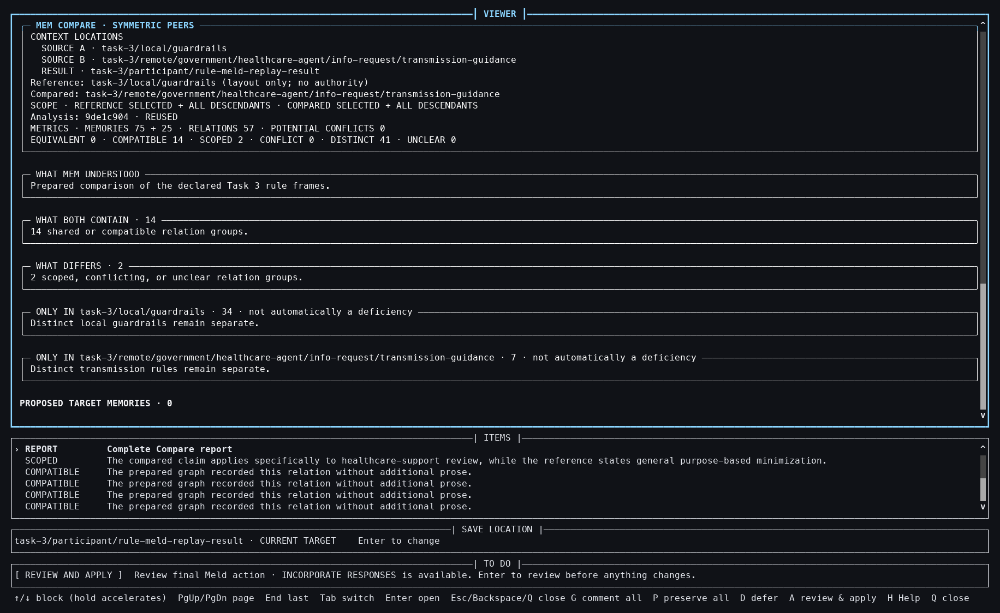 VIEWER
MEM COMPARE · SYMMETRIC PEERS
CONTEXT LOCATIONS
SOURCE A · task-3/local/guardrails
SOURCE B · task-3/remote/government/healthcare-agent/info-request/transmission-guidance
RESULT · task-3/participant/rule-meld-replay-result
Reference: task-3/local/guardrails (layout only; no authority)
Compared: task-3/remote/government/healthcare-agent/info-request/transmission-guidance
SCOPE · REFERENCE SELECTED + ALL DESCENDANTS · COMPARED SELECTED + ALL DESCENDANTS
Analysis: 9de1c904 · REUSED
METRICS · MEMORIES 75 + 25 · RELATIONS 57 · POTENTIAL CONFLICTS 0
EQUIVALENT 0 · COMPATIBLE 14 · SCOPED 2 · CONFLICT 0 · DISTINCT 41 · UNCLEAR 0
WHAT MEM UNDERSTOOD
Prepared comparison of the declared Task 3 rule frames.
WHAT BOTH CONTAIN · 14
14 shared or compatible relation groups.
WHAT DIFFERS · 2
2 scoped, conflicting, or unclear relation groups.
ONLY IN task-3/local/guardrails · 34 · not automatically a deficiency
Distinct local guardrails remain separate.
ONLY IN task-3/remote/government/healthcare-agent/info-request/transmission-guidance · 7 · not automatically a deficiency
Distinct transmission rules remain separate.
PROPOSED TARGET MEMORIES · 0
ITEMS
› REPORT Complete Compare report
SCOPED The compared claim applies specifically to healthcare-support review, while the reference states general purpose-based minimization.
COMPATIBLE The prepared graph recorded this relation without additional prose.
COMPATIBLE The prepared graph recorded this relation without additional prose.
COMPATIBLE The prepared graph recorded this relation without additional prose.
COMPATIBLE The prepared graph recorded this relation without additional prose.
SAVE LOCATION
task-3/participant/rule-meld-replay-result · CURRENT TARGET Enter to change
TO DO
[ REVIEW AND APPLY ] Review final Meld action · INCORPORATE RESPONSES is available. Enter to review before anything changes.
↑/↓ block (hold accelerates) PgUp/PgDn page End last Tab switch Enter open Esc/Backspace/Q close G comment all P preserve all D defer A review & apply H Help Q close